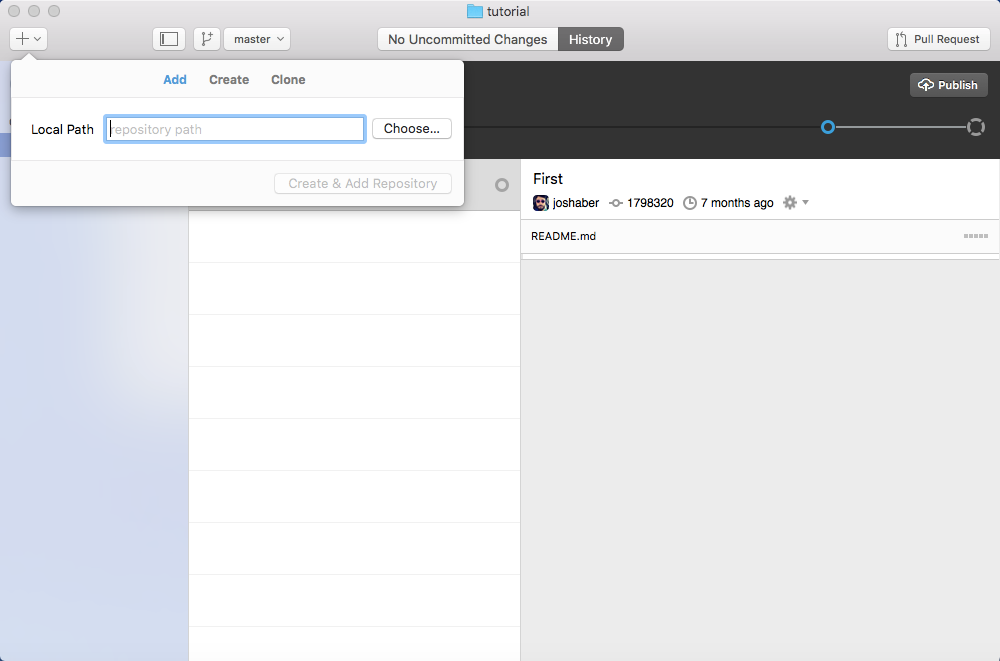 tutorial
master
No Uncommitted Changes History
Pull Request
Add Create Clone
Publish
Local Path repository path Choose...
Create & Add Repository
First
joshaber 1798320 7 months ago
README.md